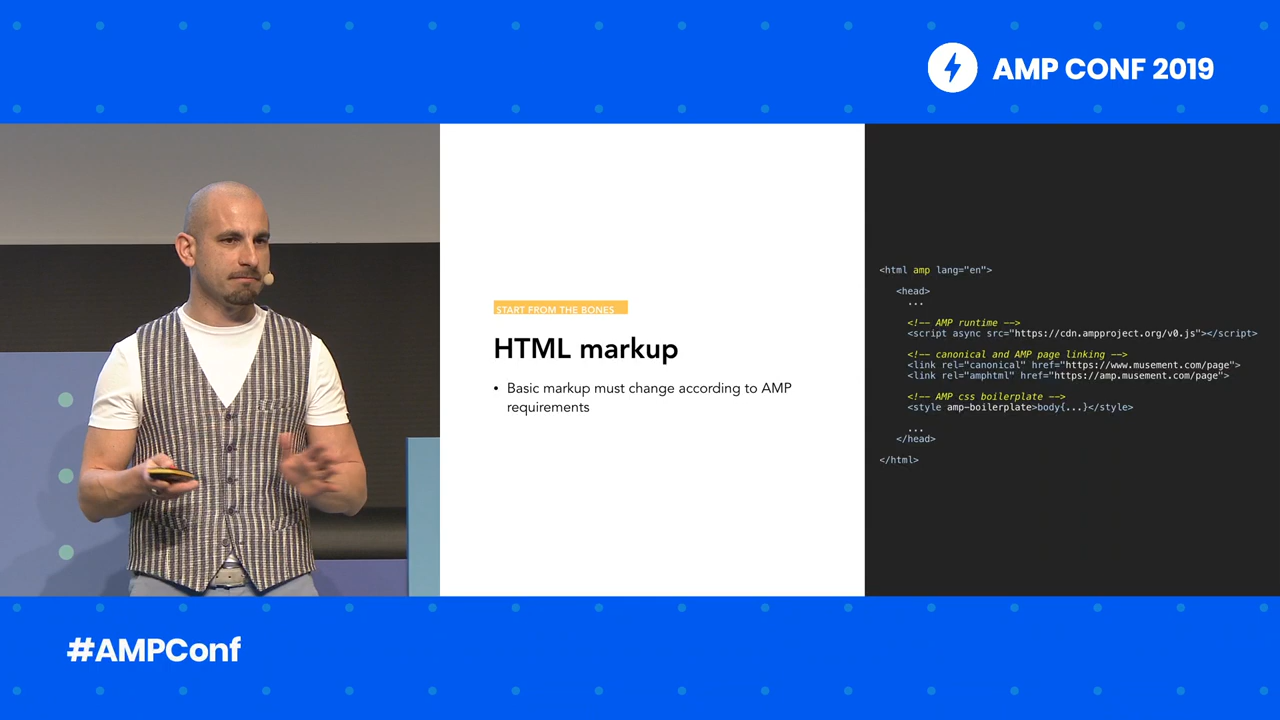 AMP CONF 2019
START FROM THE BONES
HTML markup
• Basic markup must change according to AMP
requirements
<html amp lang="en">
<head>
...
<!-- AMP runtime -->
<script async src="https://cdn.ampproject.org/v0.js"></script>
<!-- canonical and AMP page linking -->
<link rel="canonical" href="https://www.musement.com/page">
<link rel="amphtml" href="https://amp.musement.com/page">
<!-- AMP css boilerplate -->
<style amp-boilerplate>body{...}</style>
...
</head>
</html>
#AMPConf